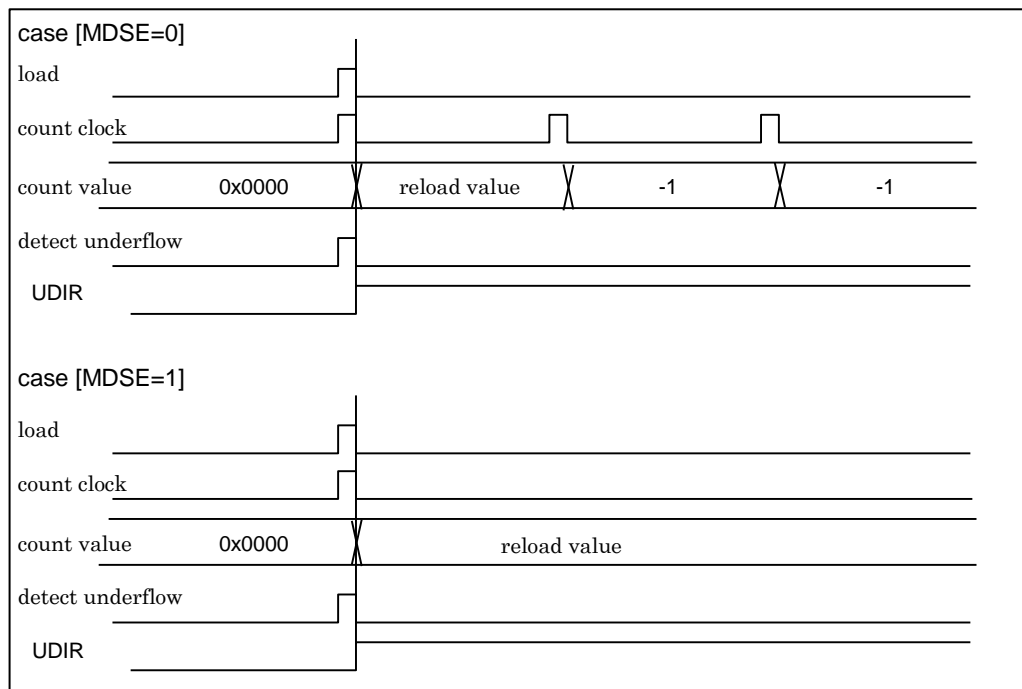 case [MDSE=0]
load
count clock
count value 0x0000 reload value -1 -1
detect underflow
UDIR
case [MDSE=1]
load
count clock
count value 0x0000 reload value
detect underflow
UDIR